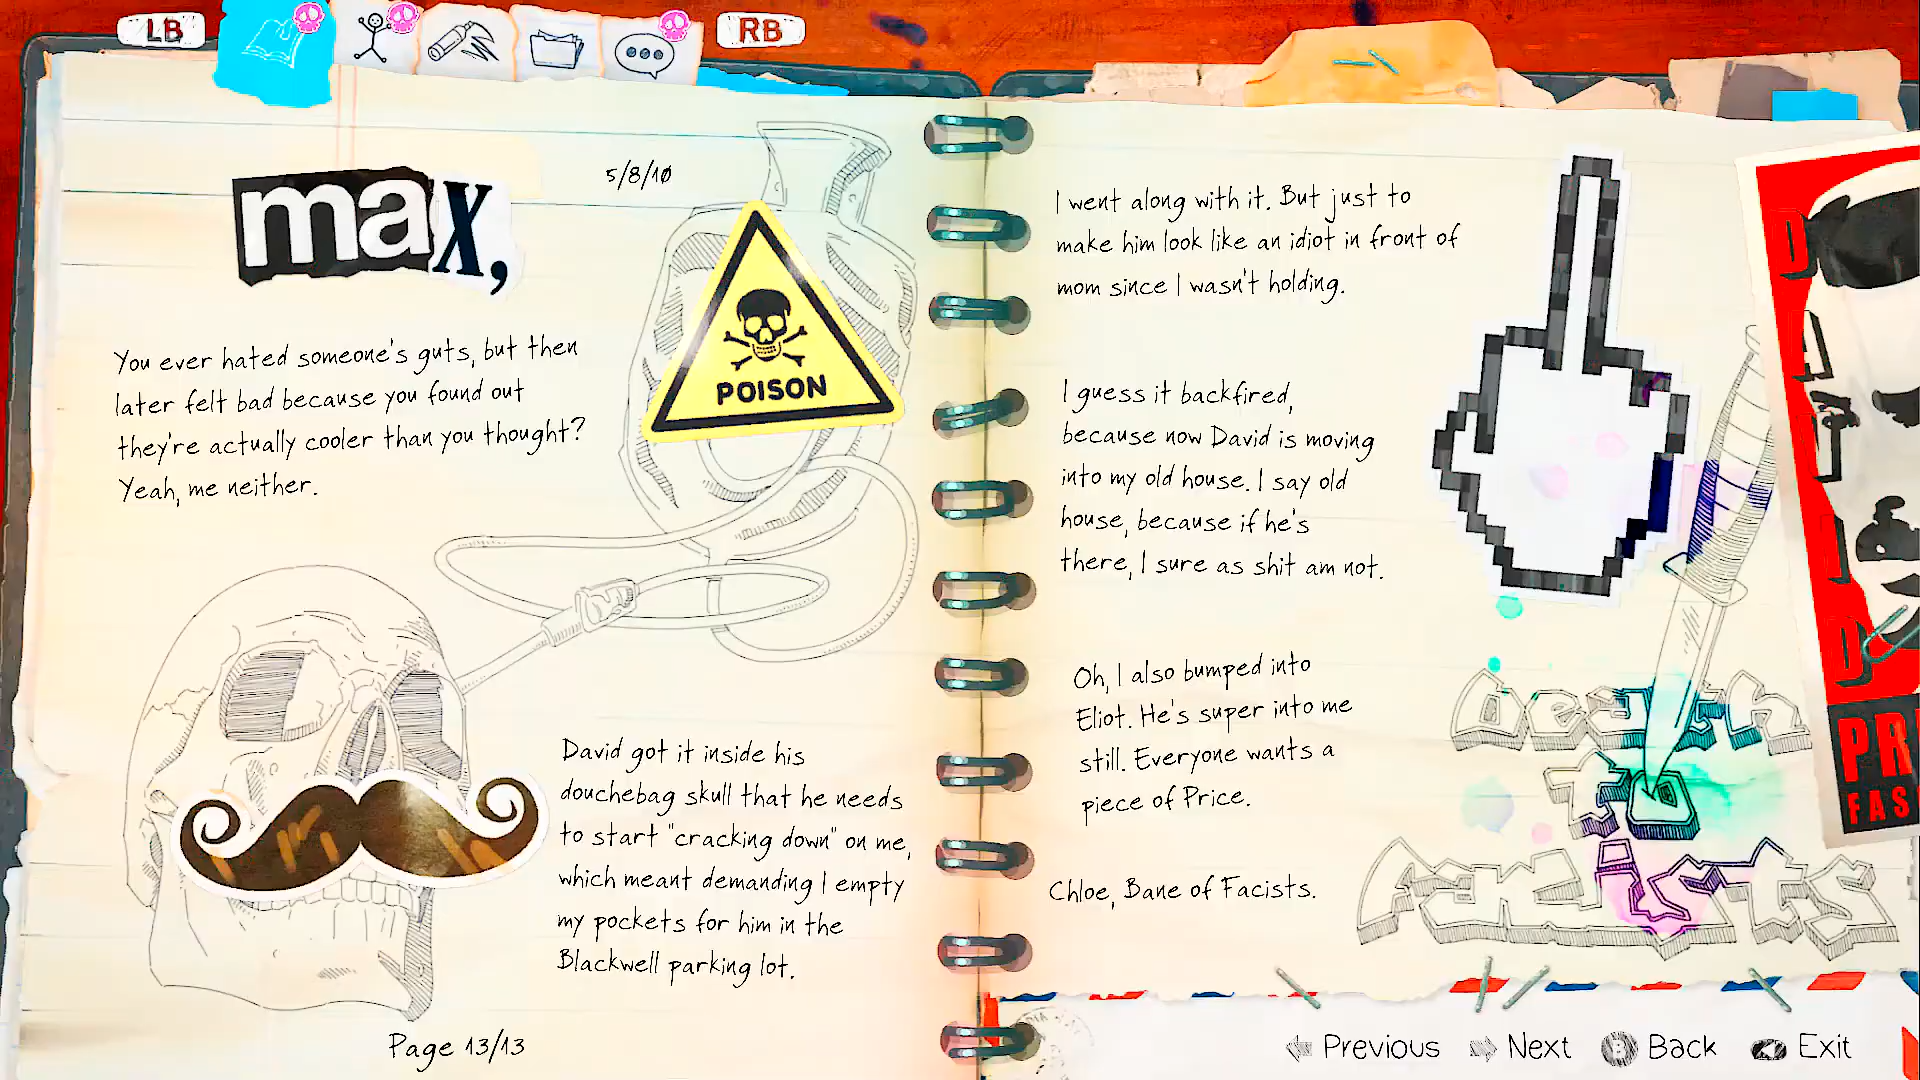 LB
RB
max,
5/8/10
POISON
You ever hated someone's guts, but then
later felt bad because you found out
they're actually cooler than you thought?
Yeah, me neither.
David got it inside his
douchebag skull that he needs
to start "cracking down" on me,
which meant demanding I empty
my pockets for him in the
Blackwell parking lot.
Page 13/13
I went along with it. But just to
make him look like an idiot in front of
mom since I wasn't holding.
I guess it backfired,
because now David is moving
into my old house. I say old
house, because if he's
there, I sure as shit am not.
Oh, I also bumped into
Eliot. He's super into me
still. Everyone wants a
piece of Price.
Chloe, Bane of Facists.
Death
to
DAVID
PR
FAS
Previous
Next
B
Back
Exit